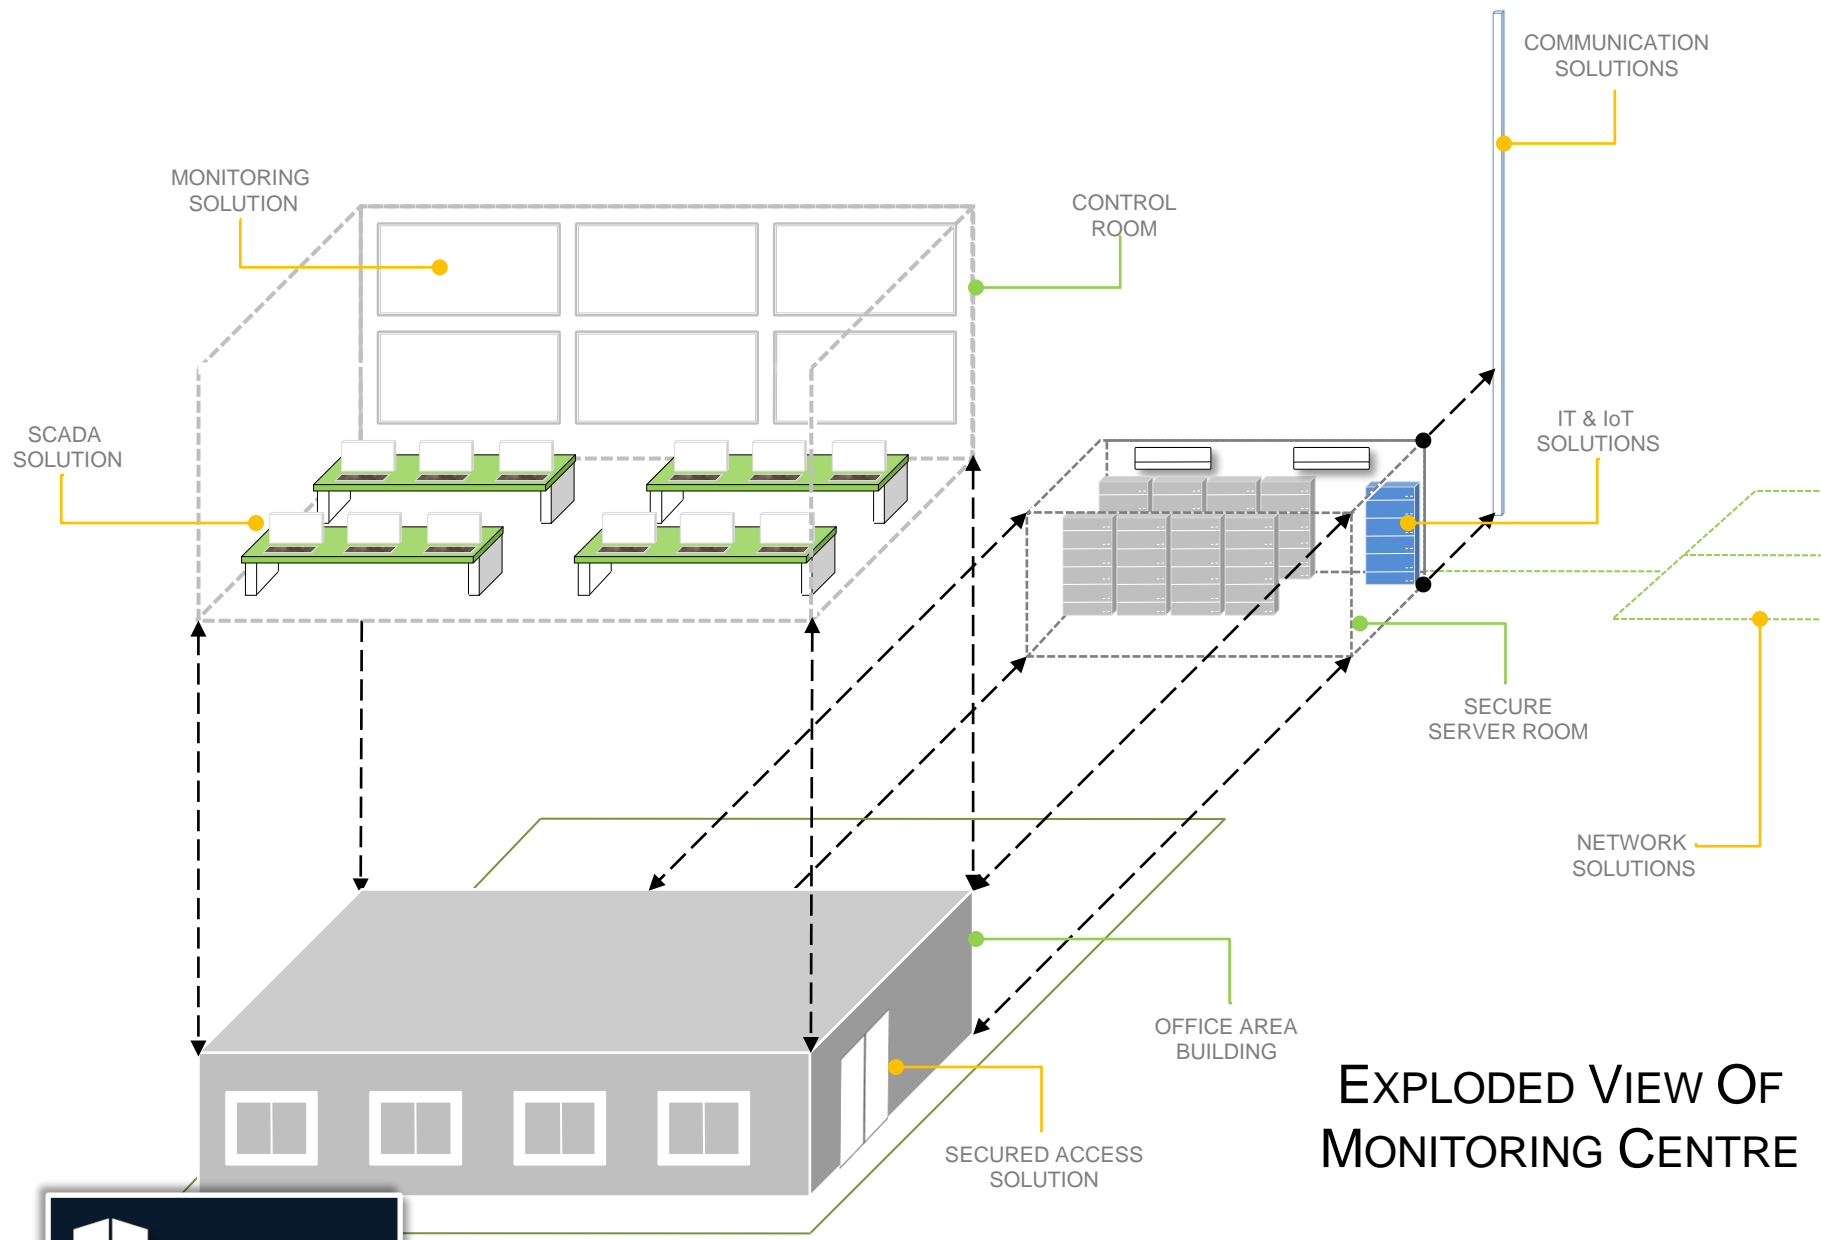 COMMUNICATION
SOLUTIONS
MONITORING
SOLUTION
CONTROL
ROOM
SCADA
SOLUTION
IT & IoT
SOLUTIONS
SECURE
SERVER ROOM
NETWORK
SOLUTIONS
OFFICE AREA
BUILDING
SECURED ACCESS
SOLUTION
EXPLODED VIEW OF
MONITORING CENTRE